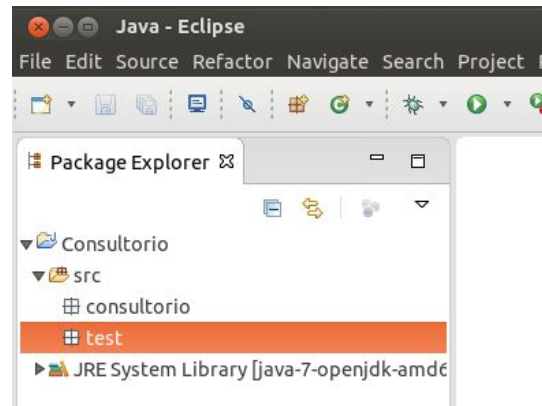 Java - Eclipse
File Edit Source Refactor Navigate Search Project
Package Explorer
Consultorio
src
consultorio
test
JRE System Library [java-7-openjdk-amd6